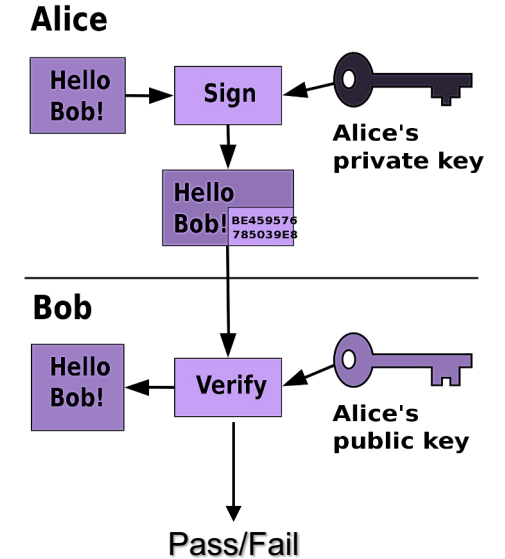 Alice
Hello
Bob!
Sign
Alice's
private key
Hello
Bob!
BE459576
785039E8
Bob
Hello
Bob!
Verify
Alice's
public key
Pass/Fail